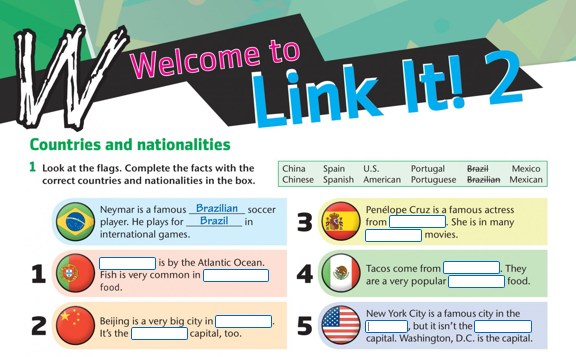 W
Welcome to
Link It! 2
Countries and nationalities
1 Look at the flags. Complete the facts with the
correct countries and nationalities in the box.
China Spain U.S. Portugal Brazil Mexico
Chinese Spanish American Portuguese Brazilian Mexican
Neymar is a famous Brazilian soccer
player. He plays for Brazil in
international games.
1
is by the Atlantic Ocean.
Fish is very common in
food.
2
Beijing is a very big city in .
It's the capital, too.
3
Penélope Cruz is a famous actress
from . She is in many
movies.
4
Tacos come from . They
are a very popular food.
5
New York City is a famous city in the
, but it isn't the
capital. Washington, D.C. is the capital.